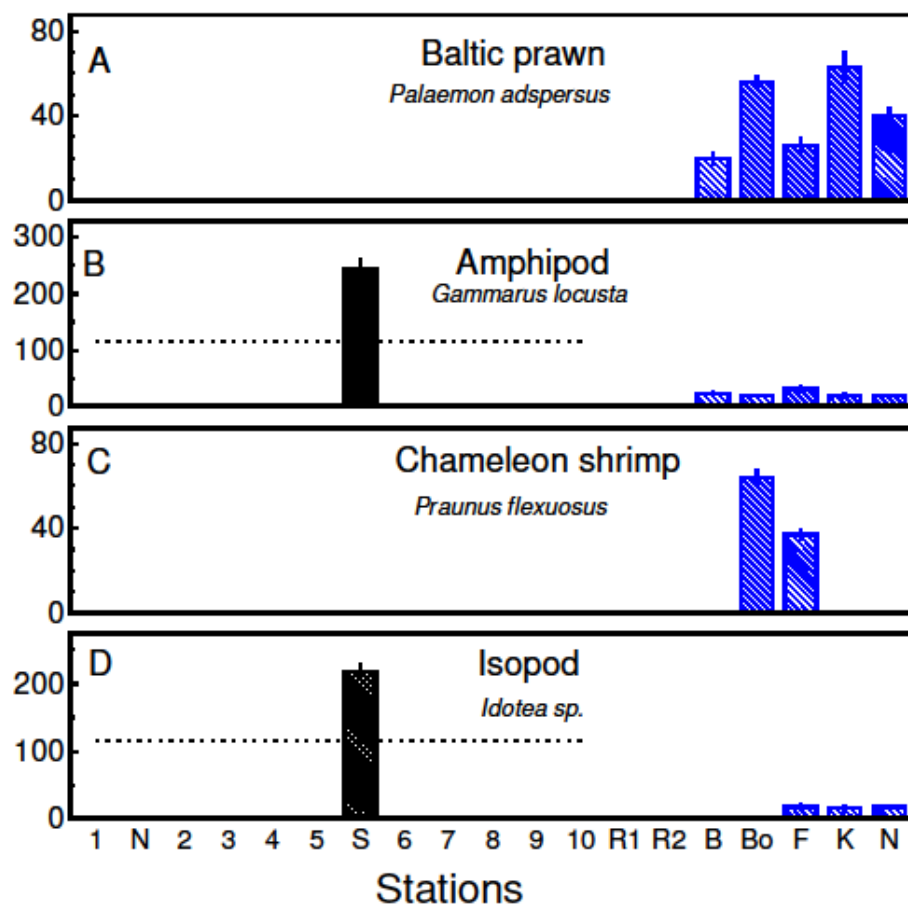 80
40
0
A
Baltic prawn
Palaemon adspersus
300
200
100
0
B
Amphipod
Gammarus locusta
80
40
0
C
Chameleon shrimp
Praunus flexuosus
200
100
0
D
Isopod
Idotea sp.
1 N 2 3 4 5 S 6 7 8 9 10 R1 R2 B Bo F K N
Stations